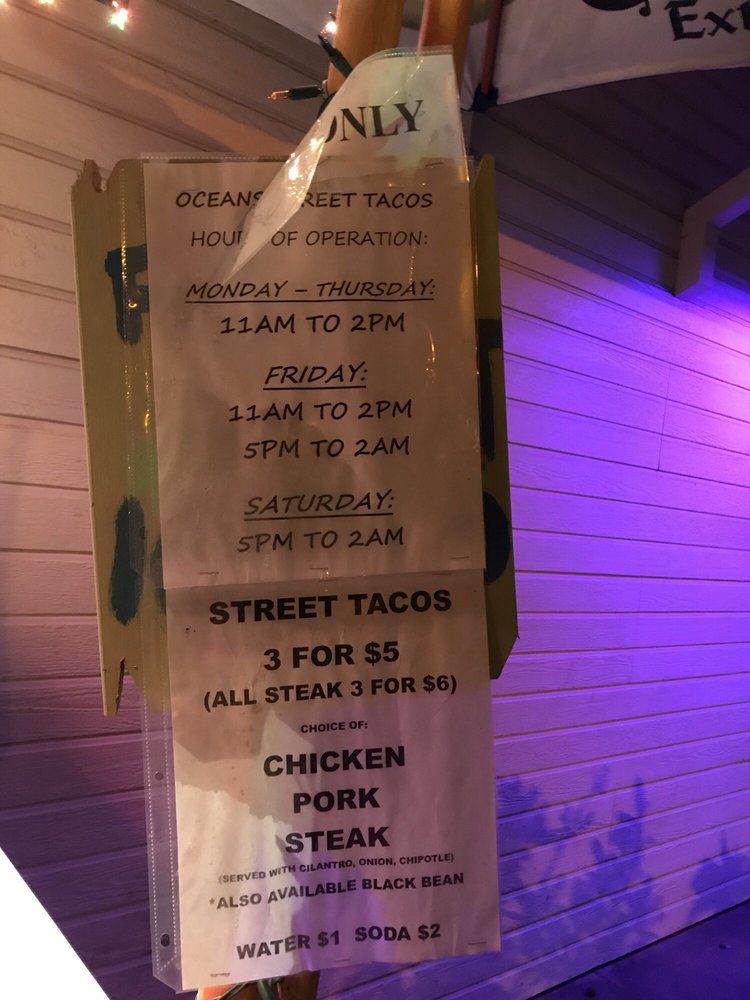 Ext
ONLY
OCEANS REET TACOS
HOU OF OPERATION:
MONDAY – THURSDAY:
11AM TO 2PM
FRIDAY:
11AM TO 2PM
5PM TO 2AM
SATURDAY:
5PM TO 2AM
STREET TACOS
3 FOR $5
(ALL STEAK 3 FOR $6)
CHOICE OF:
CHICKEN
PORK
STEAK
(SERVED WITH CILANTRO, ONION, CHIPOTLE)
*ALSO AVAILABLE BLACK BEAN
WATER $1 SODA $2